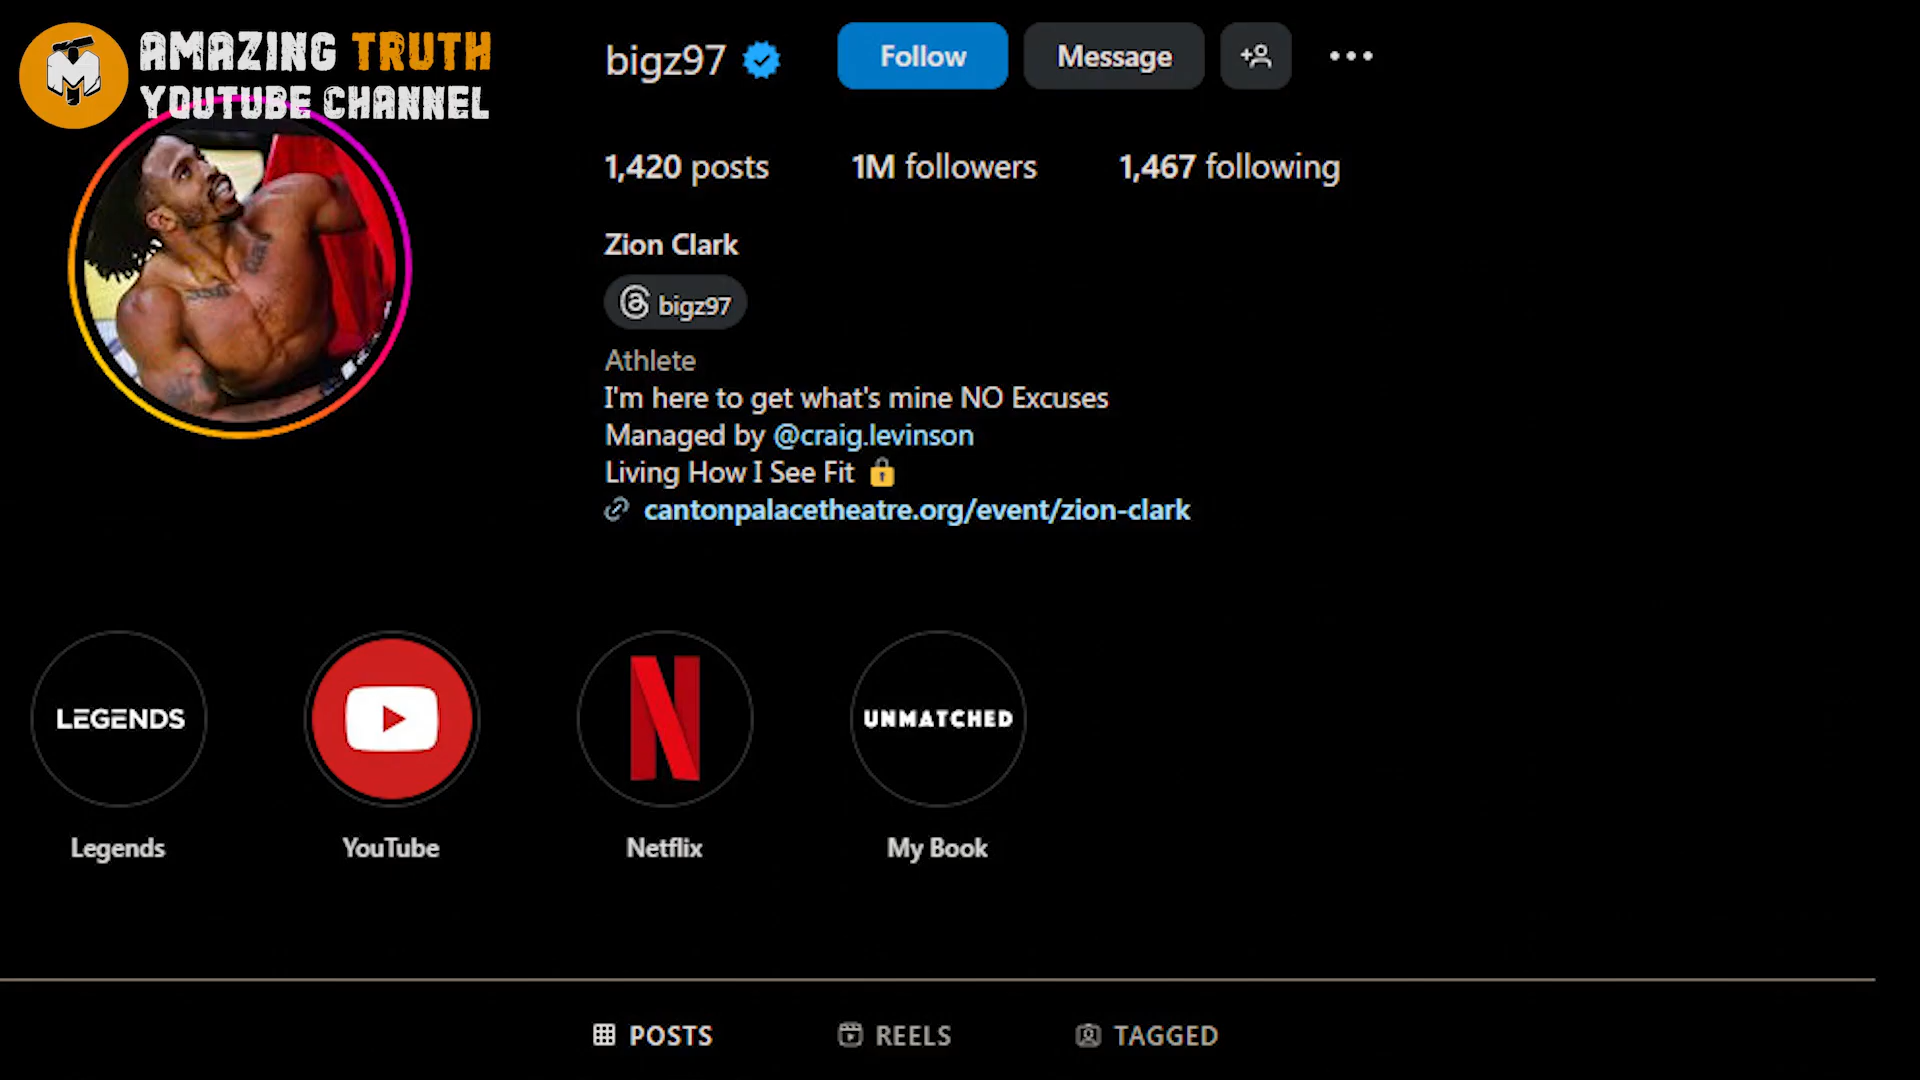 AMAZING TRUTH
YOUTUBE CHANNEL
bigz97
Follow
Message
1,420 posts
1M followers
1,467 following
Zion Clark
bigz97
Athlete
I'm here to get what's mine NO Excuses
Managed by @craig.levinson
Living How I See Fit
cantonpalacetheatre.org/event/zion-clark
LEGENDS
N
UNMATCHED
Legends
YouTube
Netflix
My Book
POSTS
REELS
TAGGED